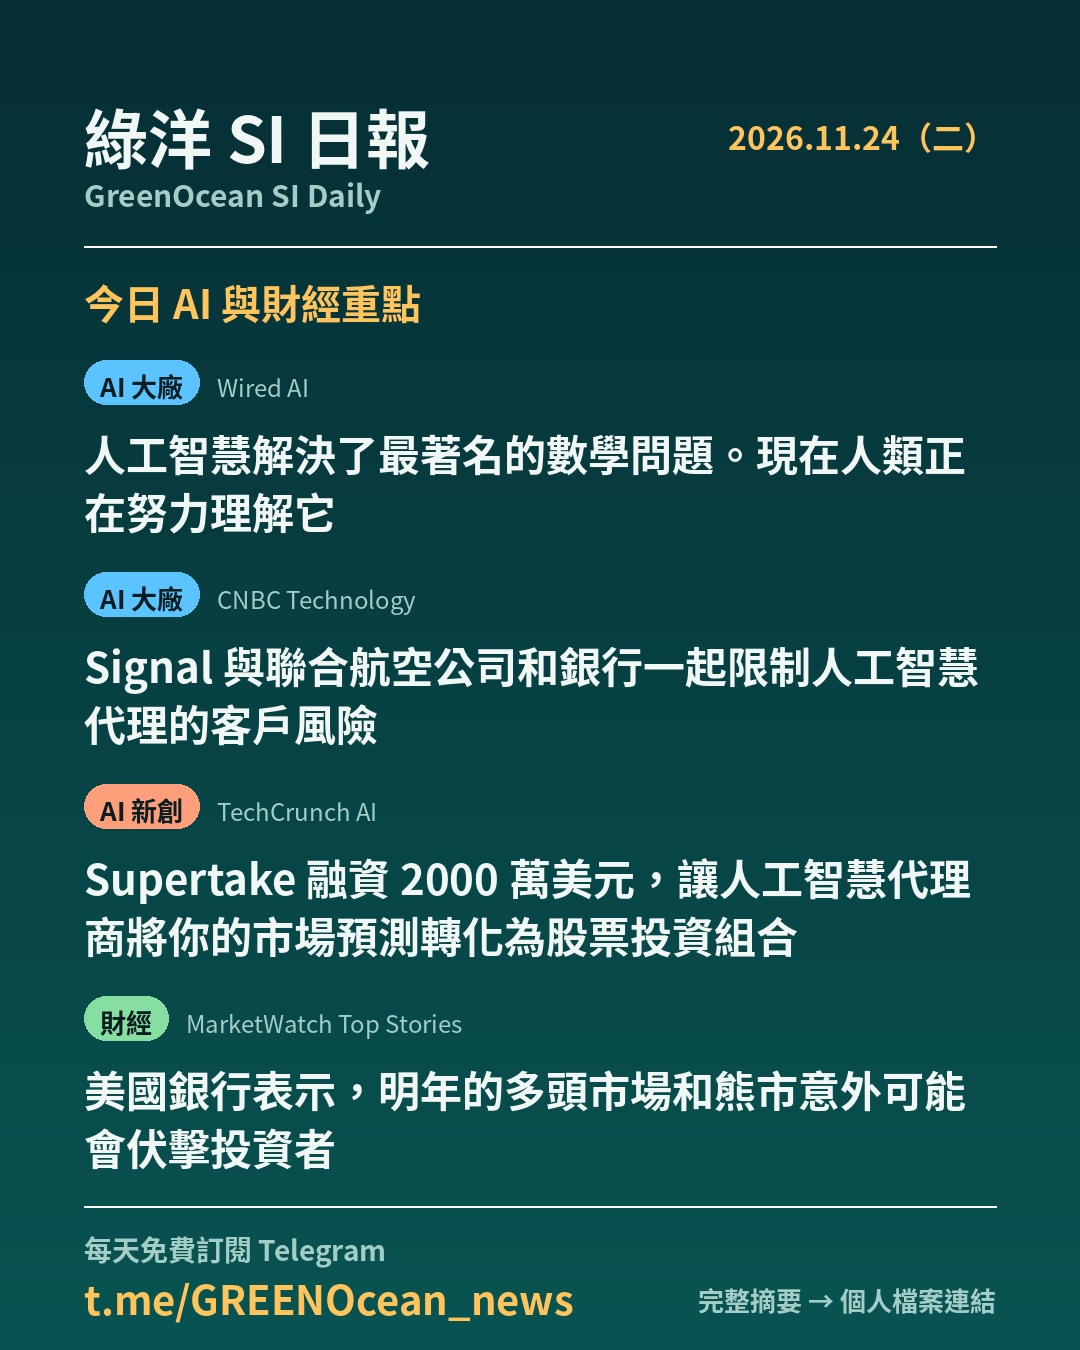 綠洋 SI 日報
2026.11.24（二）
GreenOcean SI Daily
今日 AI 與財經重點
AI 大廠 Wired AI
人工智慧解決了最著名的數學問題。現在人類正
在努力理解它
AI 大廠 CNBC Technology
Signal 與聯合航空公司和銀行一起限制人工智慧
代理的客戶風險
AI 新創 TechCrunch AI
Supertake 融資 2000 萬美元，讓人工智慧代理
商將你的市場預測轉化為股票投資組合
財經 MarketWatch Top Stories
美國銀行表示，明年的多頭市場和熊市意外可能
會伏擊投資者
每天免費訂閱 Telegram
t.me/GREENOcean_news
完整摘要 → 個人檔案連結